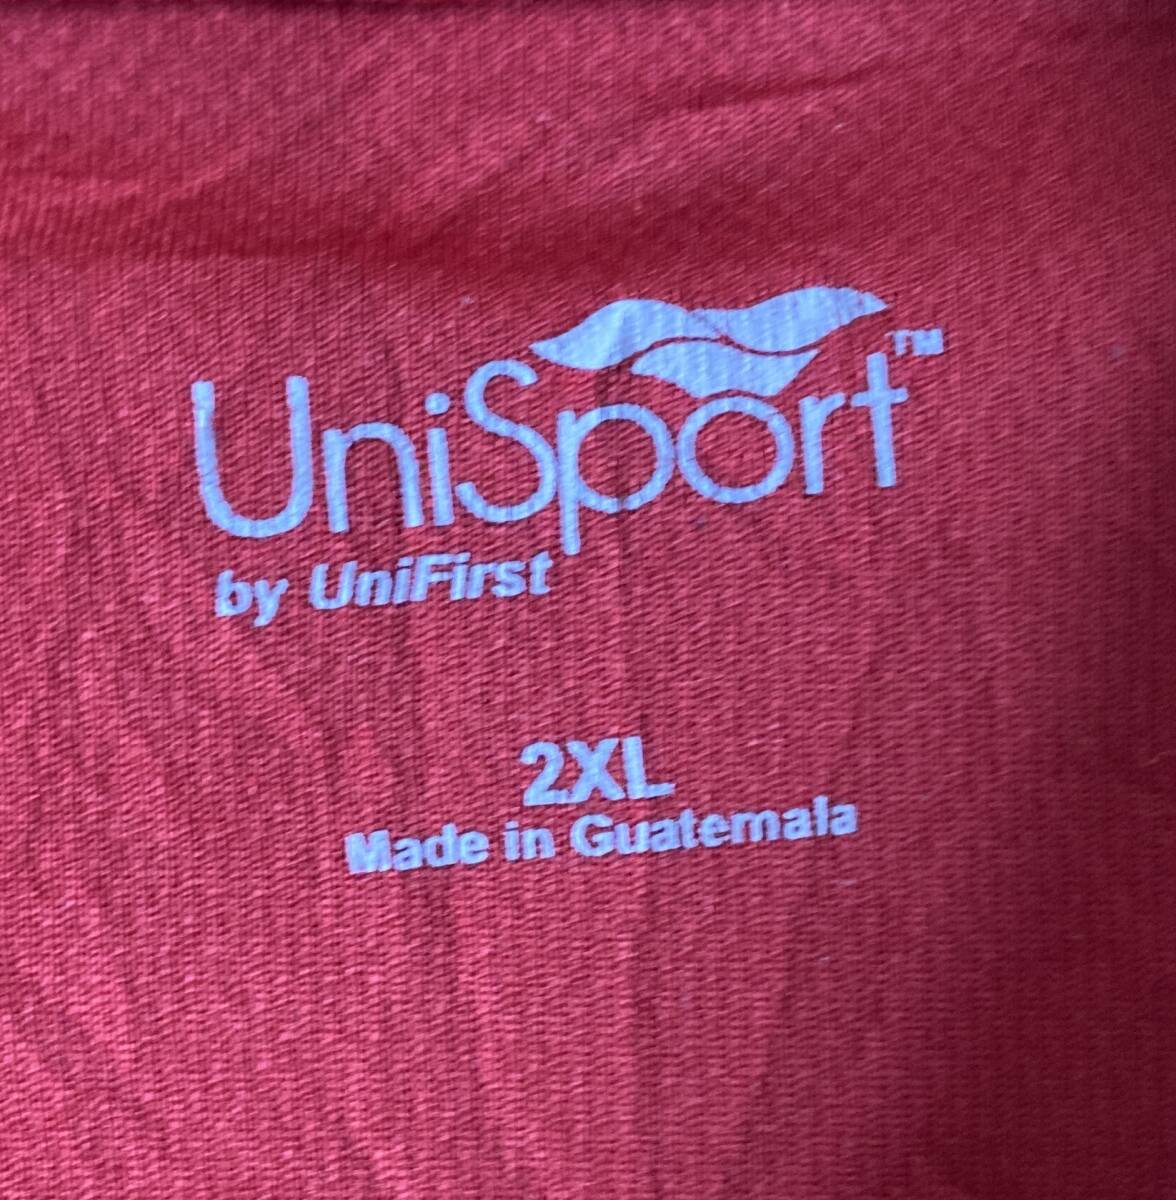 UniSport™
by UniFirst
2XL
Made in Guatemala